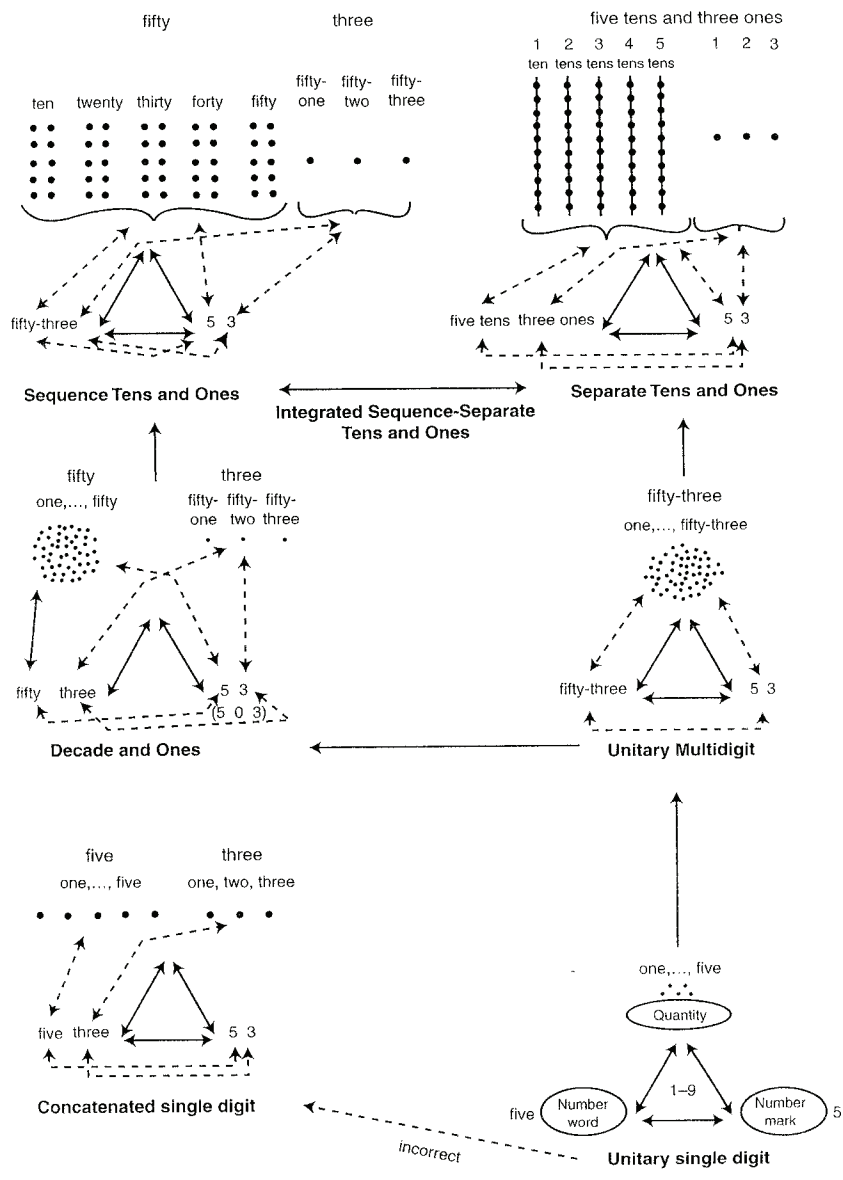 fifty three
ten twenty thirty forty fifty
fifty- fifty- fifty-
one two three
fifty-three 5 3
Sequence Tens and Ones
five tens and three ones
1 2 3 4 5 1 2 3
ten tens tens tens tens
five tens three ones 5 3
Separate Tens and Ones
Integrated Sequence-Separate
Tens and Ones
fifty three
one,..., fifty
fifty- fifty- fifty-
one two three
fifty three 5 3
(5 0 3)
Decade and Ones
fifty-three
one,..., fifty-three
fifty-three 5 3
Unitary Multidigit
five three
one,..., five one, two, three
five three 5 3
Concatenated single digit
incorrect
one,..., five
Quantity
1–9
five Number
word
Number
mark 5
Unitary single digit